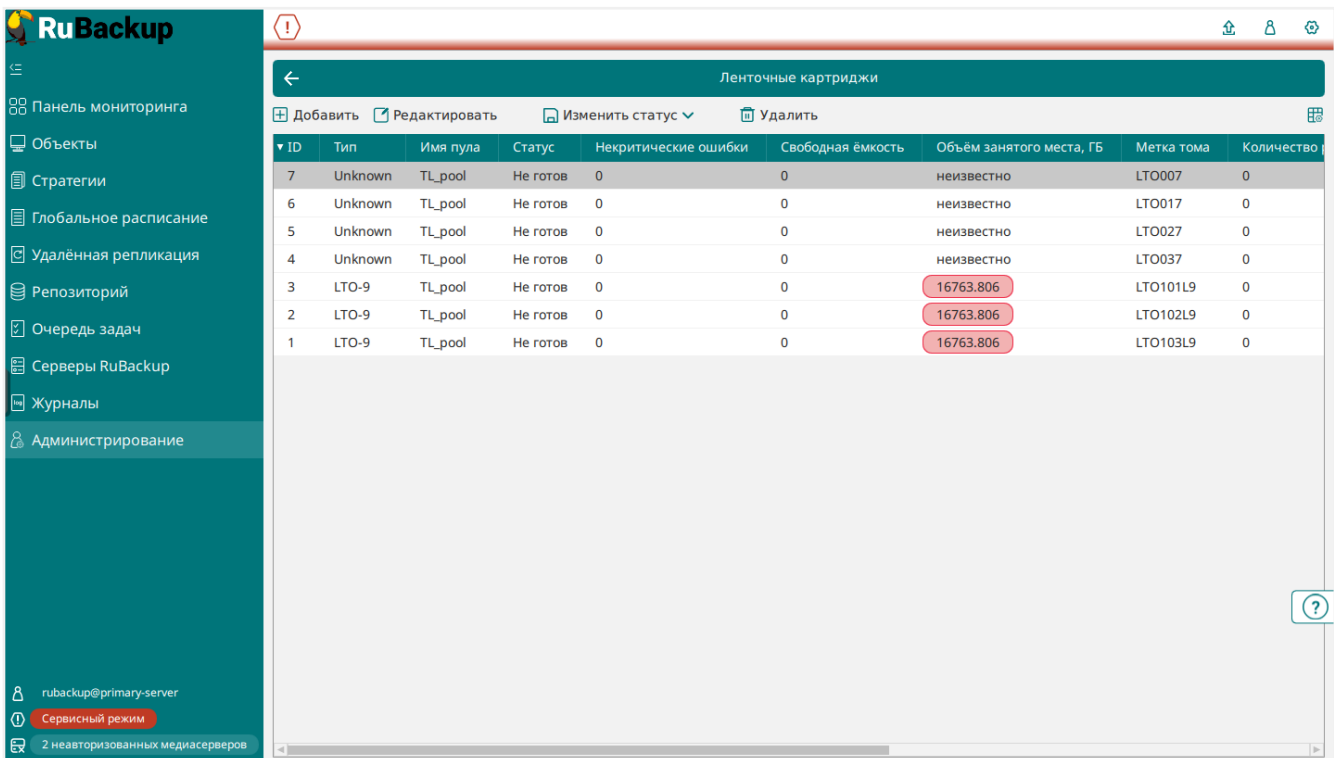 RuBackup
Ленточные картриджи
Панель мониторинга
Объекты
Стратегии
Глобальное расписание
Удалённая репликация
Репозиторий
Очередь задач
Серверы RuBackup
Журналы
Администрирование
Добавить Редактировать Изменить статус Удалить
ID Тип Имя пула Статус Некритические ошибки Свободная ёмкость Объём занятого места, ГБ Метка тома Количество
7 Unknown TL_pool Не готов 0 0 неизвестно LTO007 0
6 Unknown TL_pool Не готов 0 0 неизвестно LTO017 0
5 Unknown TL_pool Не готов 0 0 неизвестно LTO027 0
4 Unknown TL_pool Не готов 0 0 неизвестно LTO037 0
3 LTO-9 TL_pool Не готов 0 0 16763.806 LTO101L9 0
2 LTO-9 TL_pool Не готов 0 0 16763.806 LTO102L9 0
1 LTO-9 TL_pool Не готов 0 0 16763.806 LTO103L9 0
?
rubackup@primary-server
Сервисный режим
2 неавторизованных медиасерверов